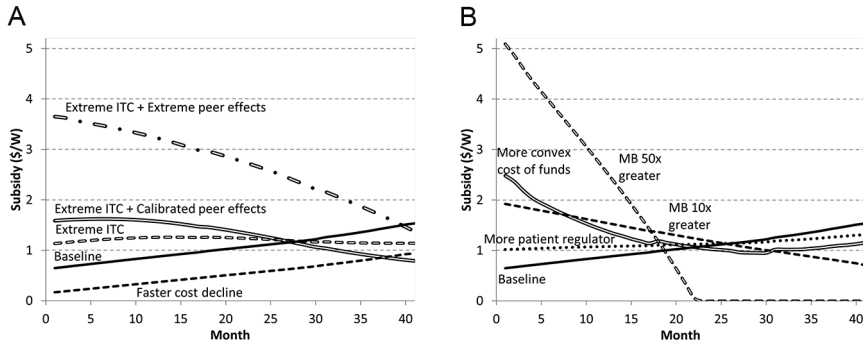 A
Subsidy ($/W)
5
4
3
2
1
0
Extreme ITC + Extreme peer effects
Extreme ITC + Calibrated peer effects
Extreme ITC
Baseline
Faster cost decline
0 5 10 15 20 25 30 35 40
Month
B
Subsidy ($/W)
5
4
3
2
1
0
More convex
cost of funds
MB 50x
greater
MB 10x
greater
More patient regulator
Baseline
0 5 10 15 20 25 30 35 40
Month